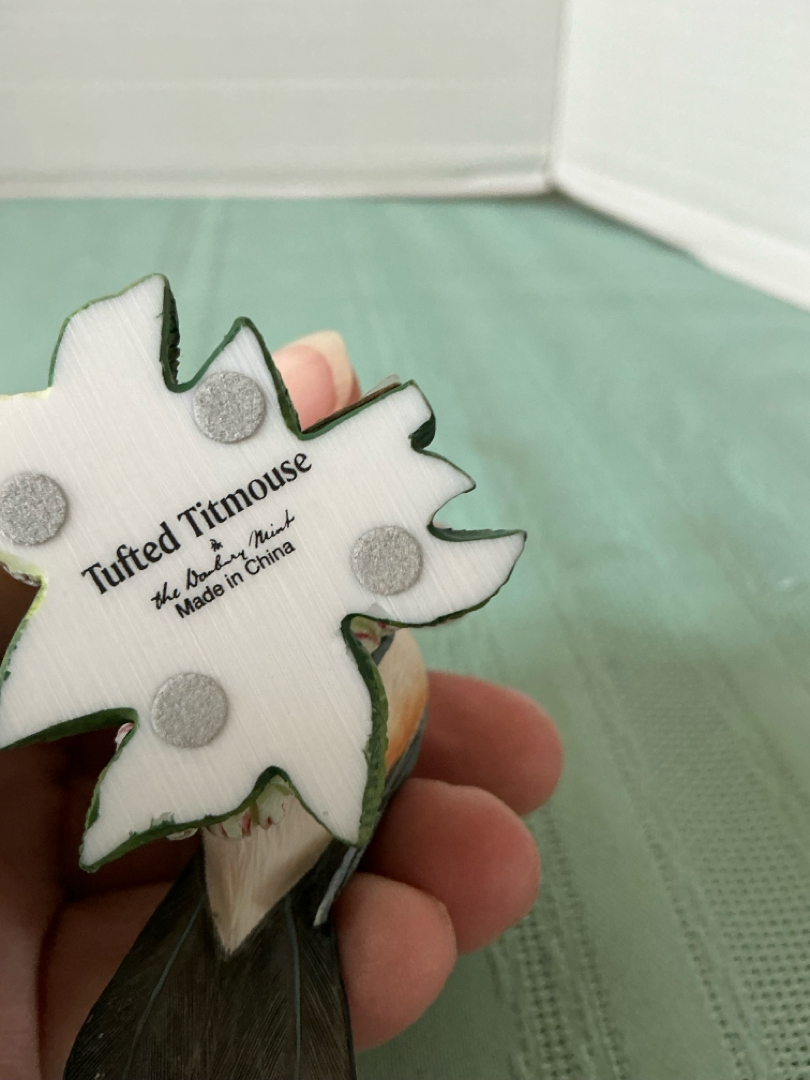 Tufted Titmouse
the Danbury Mint
Made in China